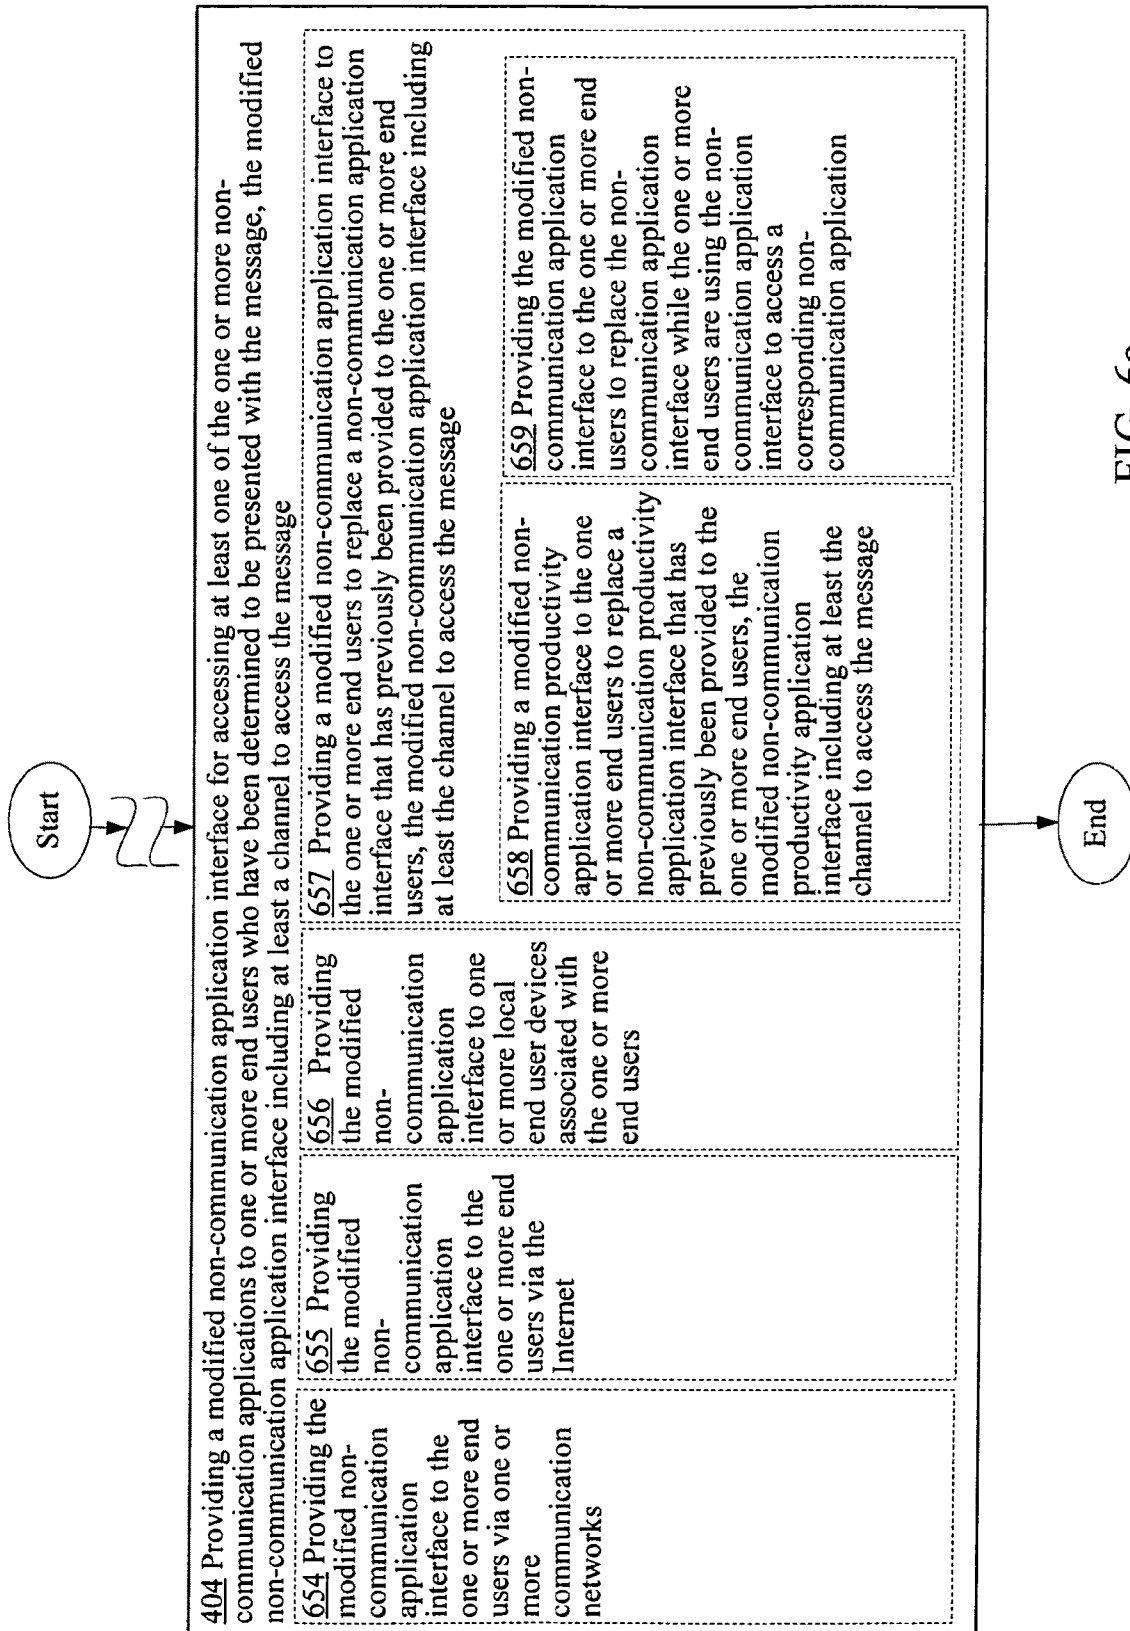 Start
404 Providing a modified non-communication application interface for accessing at least one of the one or more non-
communication applications to one or more end users who have been determined to be presented with the message, the modified
non-communication application interface including at least a channel to access the message
654 Providing the
modified non-
communication
application
interface to the
one or more end
users via one or
more
communication
networks
655 Providing
the modified
non-
communication
application
interface to the
one or more end
users via the
Internet
656 Providing
the modified
non-
communication
application
interface to one
or more local
end user devices
associated with
the one or more
end users
657 Providing a modified non-communication application interface to
the one or more end users to replace a non-communication application
interface that has previously been provided to the one or more end
users, the modified non-communication application interface including
at least the channel to access the message
658 Providing a modified non-
communication productivity
application interface to the one
or more end users to replace a
non-communication productivity
application interface that has
previously been provided to the
one or more end users, the
modified non-communication
productivity application
interface including at least the
channel to access the message
659 Providing the modified non-
communication application
interface to the one or more end
users to replace the non-
communication application
interface while the one or more
end users are using the non-
communication application
interface to access a
corresponding non-
communication application
End